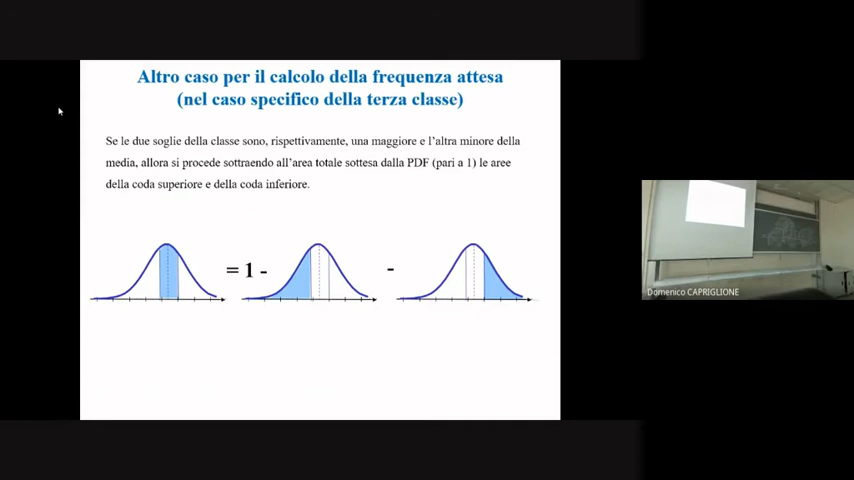 Altro caso per il calcolo della frequenza attesa
(nel caso specifico della terza classe)
Se le due soglie della classe sono, rispettivamente, una maggiore e l'altra minore della
media, allora si procede sottraendo all'area totale sottesa dalla PDF (pari a 1) le aree
della coda superiore e della coda inferiore.
= 1 - -
Domenico CAPRIGLIONE